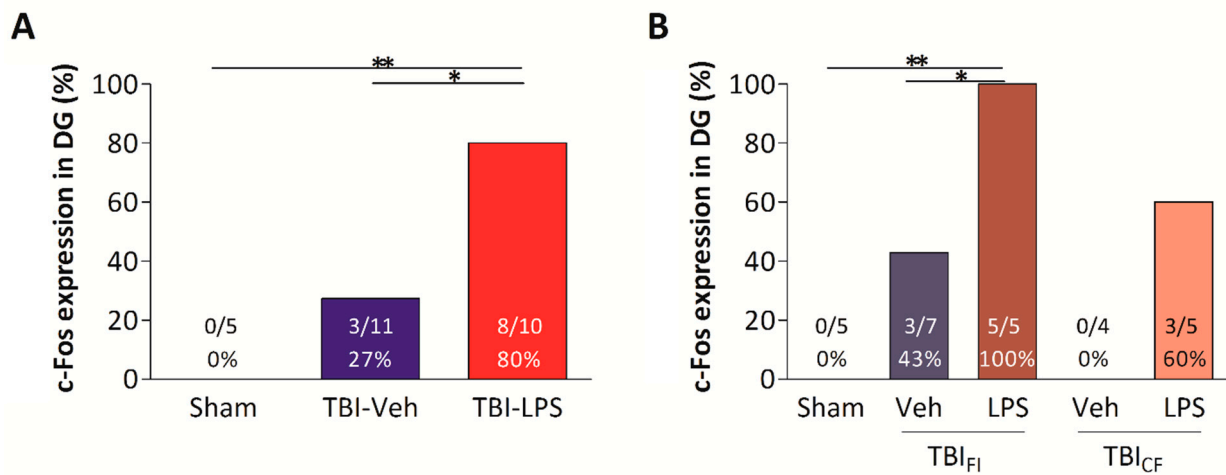 A
c-Fos expression in DG (%)
**
*
100
80
60
40
20
0
0/5
0%
3/11
27%
8/10
80%
Sham
TBI-Veh
TBI-LPS
B
c-Fos expression in DG (%)
**
*
100
80
60
40
20
0
0/5
0%
3/7
43%
5/5
100%
0/4
0%
3/5
60%
Sham
Veh
LPS
Veh
LPS
TBI_FI
TBI_CF